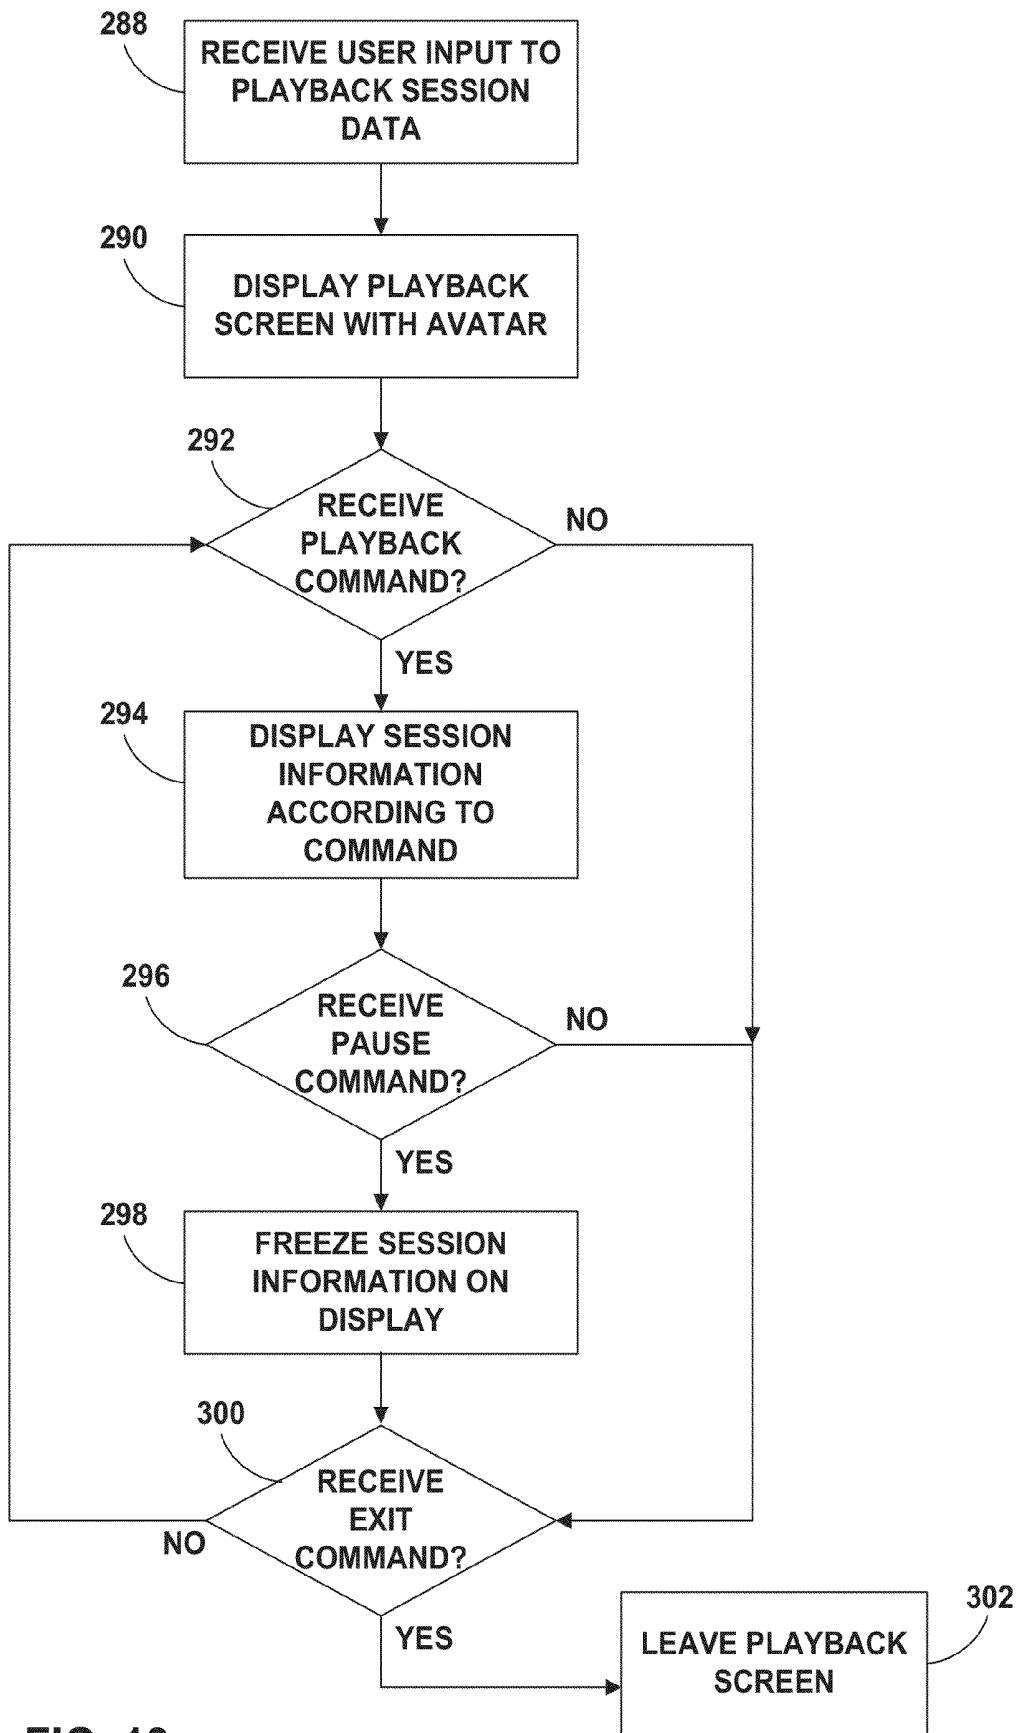 288
RECEIVE USER INPUT TO
PLAYBACK SESSION
DATA
290
DISPLAY PLAYBACK
SCREEN WITH AVATAR
292
RECEIVE
PLAYBACK
COMMAND?
NO
YES
294
DISPLAY SESSION
INFORMATION
ACCORDING TO
COMMAND
296
RECEIVE
PAUSE
COMMAND?
NO
YES
298
FREEZE SESSION
INFORMATION ON
DISPLAY
300
RECEIVE
EXIT
COMMAND?
NO
YES
302
LEAVE PLAYBACK
SCREEN
FIG.